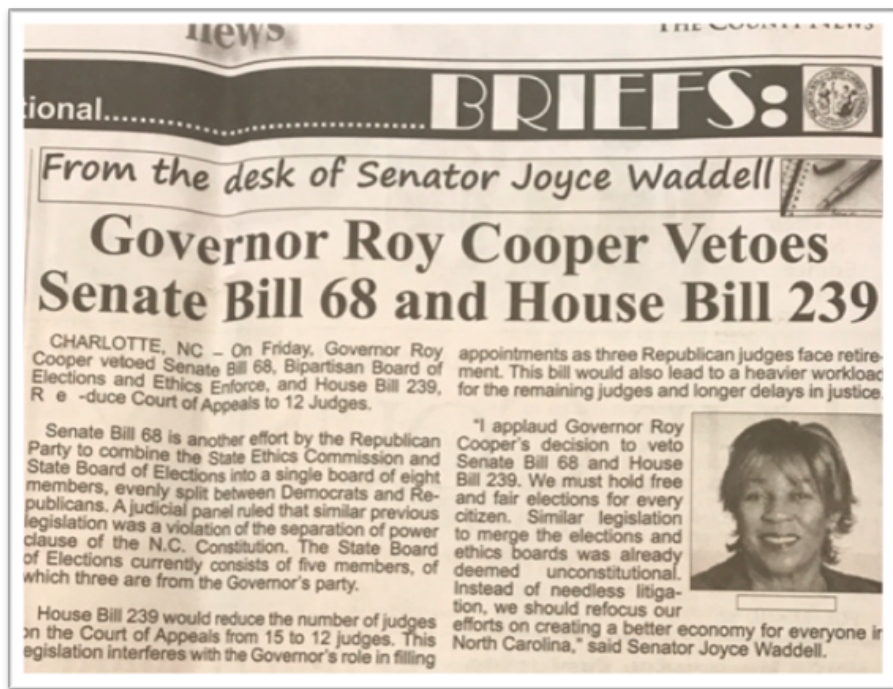 news
THE COUNTY NEWS
tional
BRIEFS:
From the desk of Senator Joyce Waddell
Governor Roy Cooper Vetoes
Senate Bill 68 and House Bill 239
CHARLOTTE, NC – On Friday, Governor Roy
Cooper vetoed Senate Bill 68, Bipartisan Board of
Elections and Ethics Enforce, and House Bill 239,
R e -duce Court of Appeals to 12 Judges.
Senate Bill 68 is another effort by the Republican
Party to combine the State Ethics Commission and
State Board of Elections into a single board of eight
members, evenly split between Democrats and Re-
publicans. A judicial panel ruled that similar previous
legislation was a violation of the separation of power
clause of the N.C. Constitution. The State Board
of Elections currently consists of five members, of
which three are from the Governor's party.
House Bill 239 would reduce the number of judges
on the Court of Appeals from 15 to 12 judges. This
legislation interferes with the Governor's role in filling
appointments as three Republican judges face retire-
ment. This bill would also lead to a heavier workload
for the remaining judges and longer delays in justice.
"I applaud Governor Roy
Cooper's decision to veto
Senate Bill 68 and House
Bill 239. We must hold free
and fair elections for every
citizen. Similar legislation
to merge the elections and
ethics boards was already
deemed unconstitutional.
Instead of needless litiga-
tion, we should refocus our
efforts on creating a better economy for everyone in
North Carolina," said Senator Joyce Waddell.